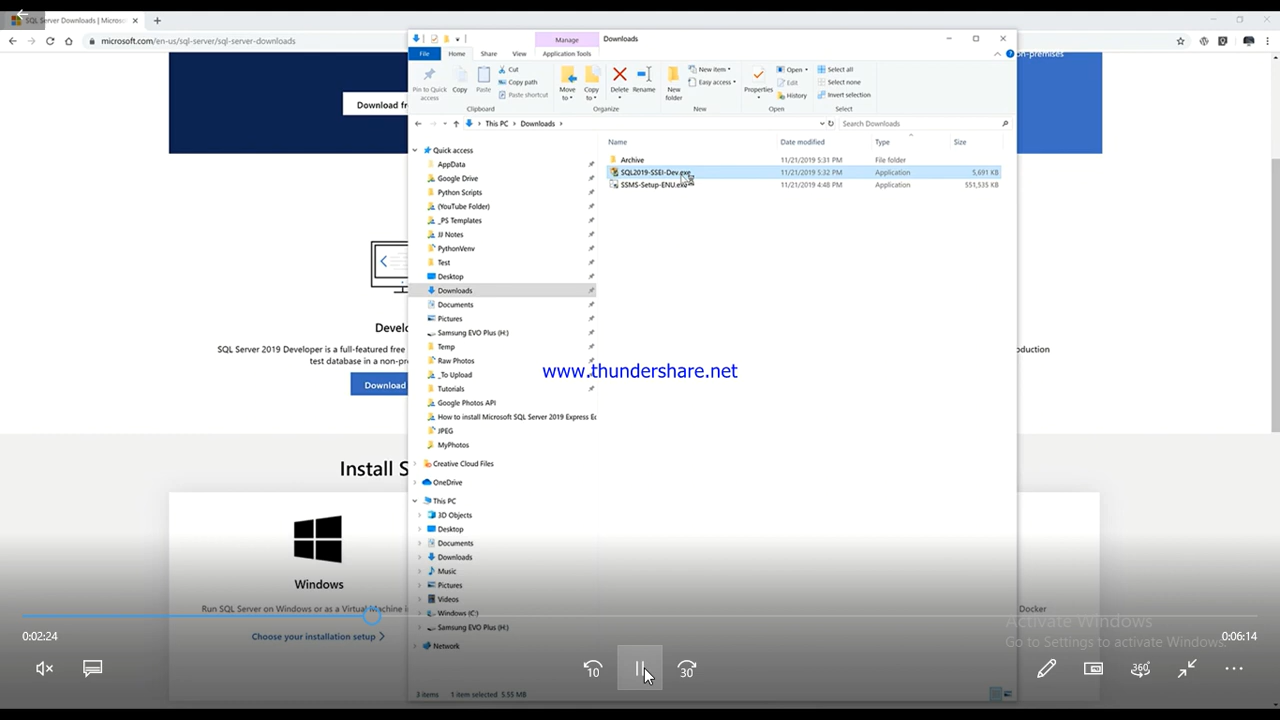 SQL Server Downloads | Microso
microsoft.com/en-us/sql-server/sql-server-downloads
Manage
Downloads
File
Home
Share
View
Application Tools
on-premises
Pin to Quick access
Copy
Paste
Cut
Copy path
Paste shortcut
Move to
Copy to
Delete
Rename
New folder
New item
Easy access
Properties
Open
Edit
History
Select all
Select none
Invert selection
Clipboard
Organize
New
Open
Select
Download fr
This PC > Downloads >
Search Downloads
Name
Date modified
Type
Size
Archive 11/21/2019 5:31 PM File folder
SQL2019-SSEI-Dev.exe 11/21/2019 5:32 PM Application 5,691 KB
SSMS-Setup-ENU.exe 11/21/2019 4:48 PM Application 551,535 KB
Quick access
AppData
Google Drive
Python Scripts
(YouTube Folder)
_PS Templates
JJ Notes
PythonVenv
Test
Desktop
Downloads
Documents
Pictures
Samsung EVO Plus (H:)
Temp
Raw Photos
_To Upload
Tutorials
Google Photos API
How to install Microsoft SQL Server 2019 Express Ec
JPEG
MyPhotos
Creative Cloud Files
OneDrive
This PC
3D Objects
Desktop
Documents
Downloads
Music
Pictures
Videos
Windows (C:)
Samsung EVO Plus (H:)
Network
3 items 1 item selected 5.55 MB
Develo
SQL Server 2019 Developer is a full-featured free
test database in a non-pr
Download
oduction
www.thundershare.net
Install S
Windows
Run SQL Server on Windows or as a Virtual Machine i
Choose your installation setup >
Docker
Activate Windows
Go to Settings to activate Windows.
0:02:24
0:06:14
10
30
360